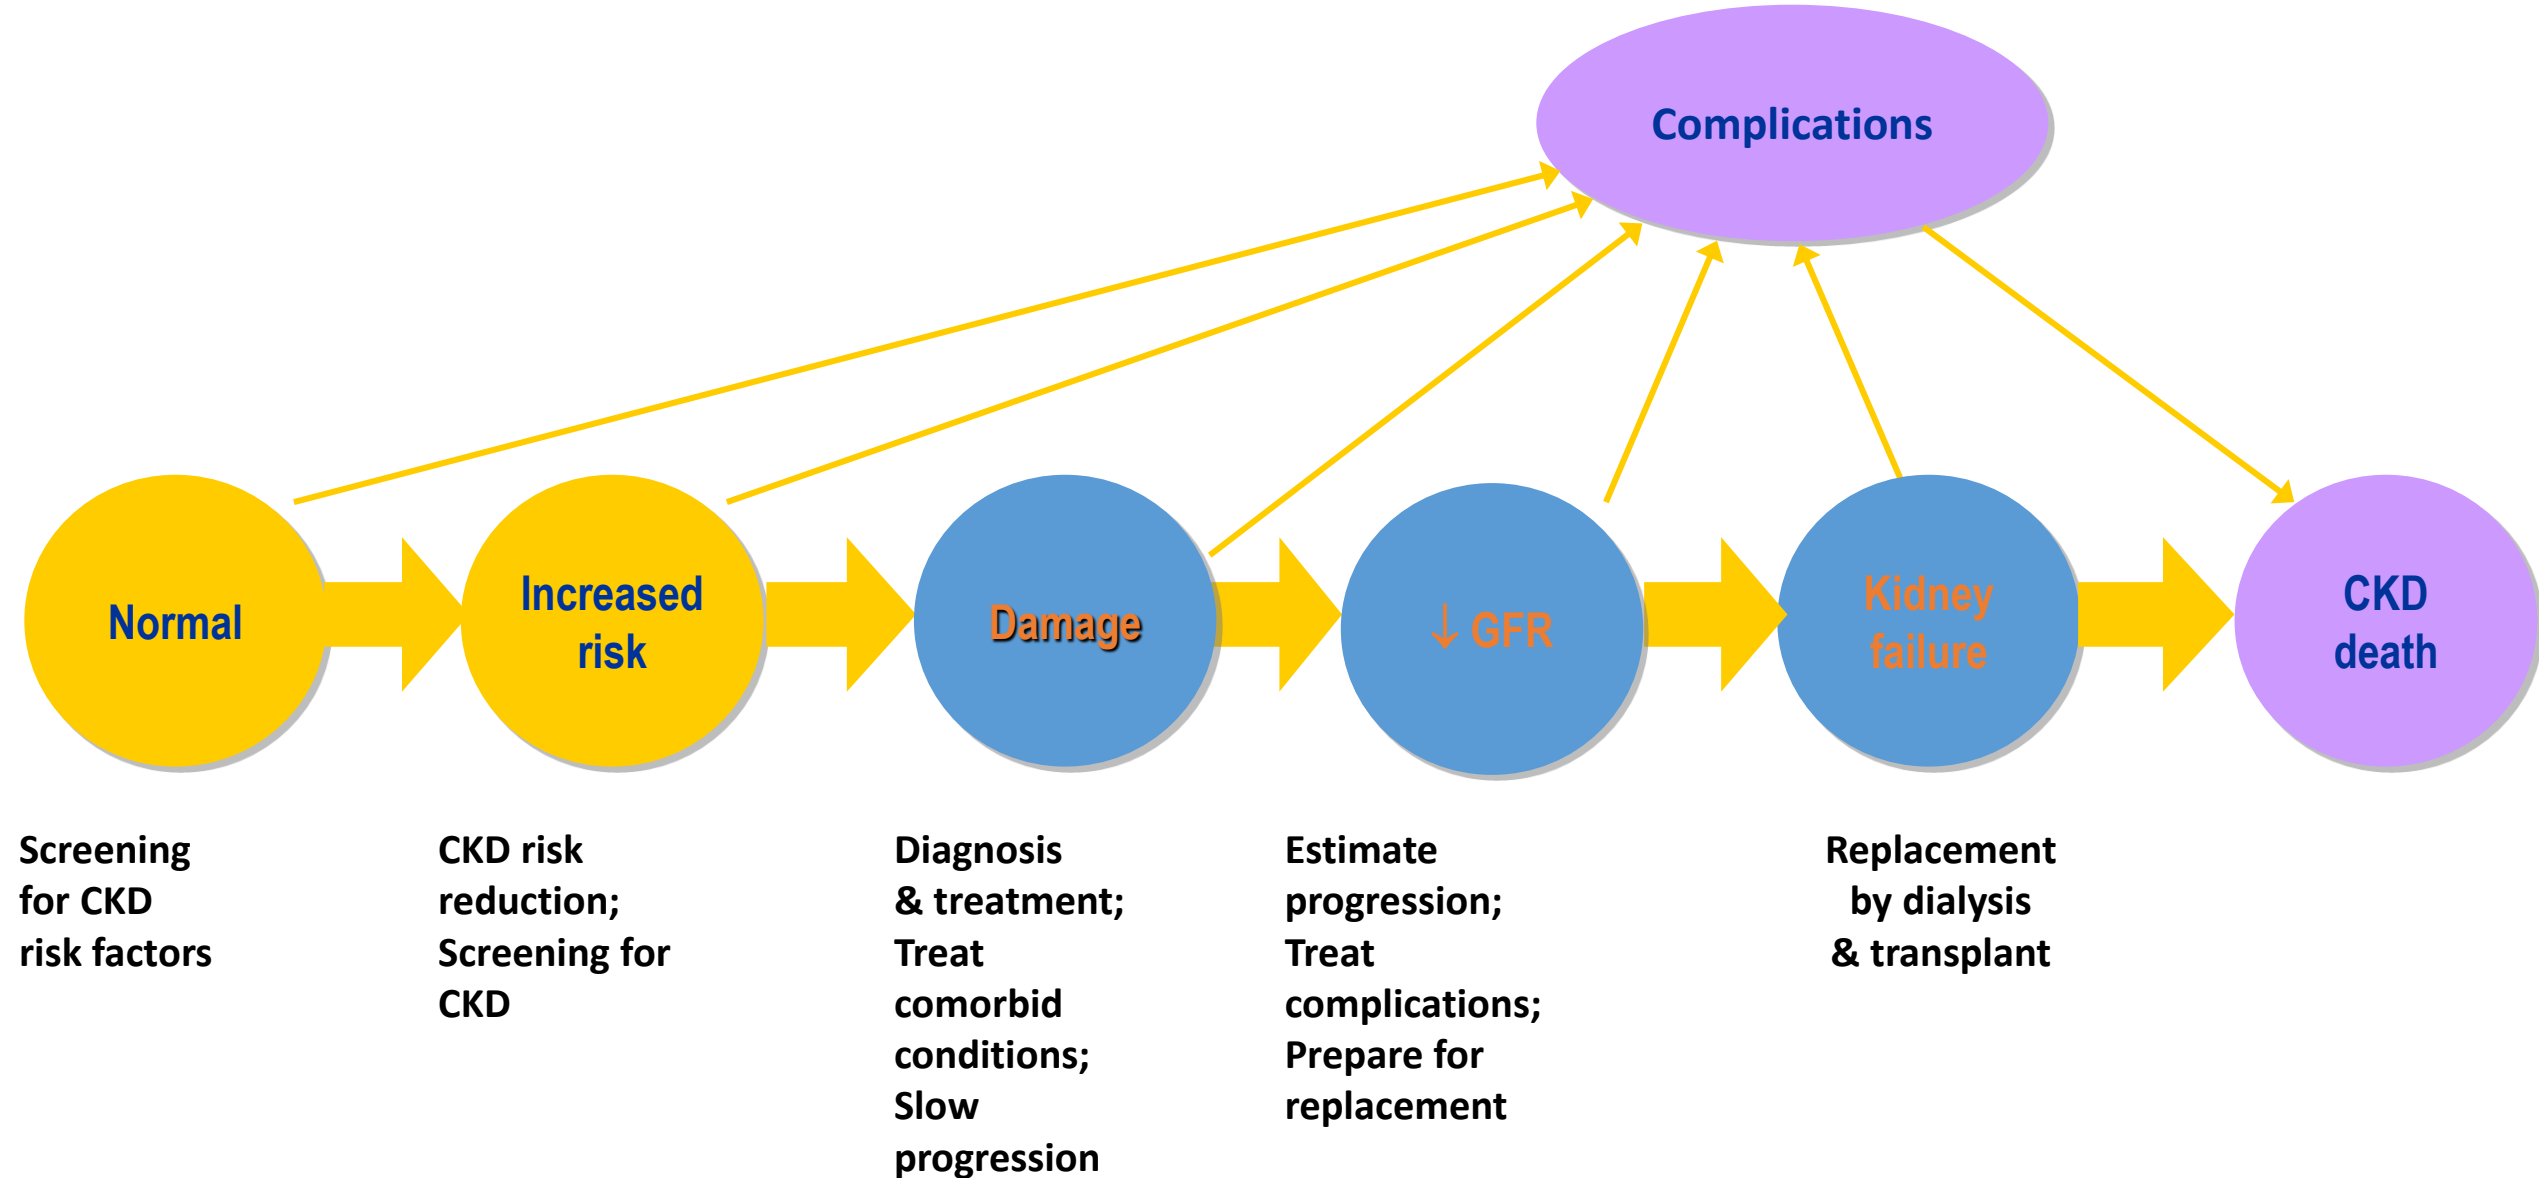 Complications
Normal
Increased
risk
Damage
↓ GFR
Kidney
failure
CKD
death
Screening
for CKD
risk factors
CKD risk
reduction;
Screening for
CKD
Diagnosis
& treatment;
Treat
comorbid
conditions;
Slow
progression
Estimate
progression;
Treat
complications;
Prepare for
replacement
Replacement
by dialysis
& transplant